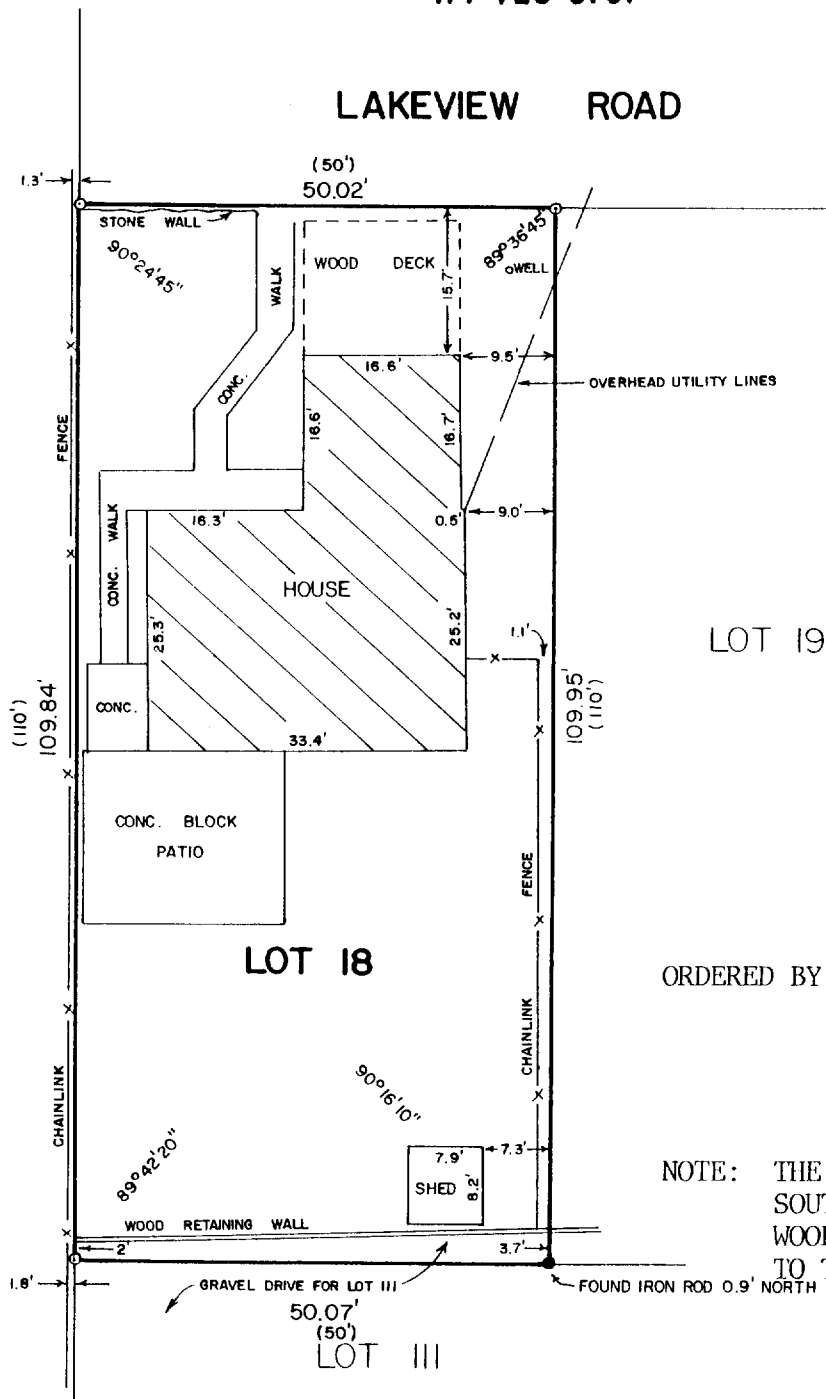 LAKEVIEW ROAD
(50')
1.3'
50.02'
STONE WALL
90°24'45"
WALK
WOOD DECK
15.7'
89°36'45"
WELL
CONC.
16.6'
9.5'
OVERHEAD UTILITY LINES
FENCE
16.6'
16.7'
16.3'
0.5'
9.0'
CONC. WALK
HOUSE
25.3'
25.2'
1.1'
LOT 19
CONC.
(110')
109.84'
109.95'
(110')
33.4'
CONC. BLOCK
PATIO
FENCE
LOT 18
ORDERED BY
CHAINLINK
CHAINLINK
90°16'10"
89°42'20"
7.9'
7.3'
SHED
8.2'
NOTE: THE
SOUT
WOOD
TO T
WOOD RETAINING WALL
2'
3.7'
1.8'
GRAVEL DRIVE FOR LOT 111
FOUND IRON ROD 0.9' NORTH
50.07'
(50')
LOT 111